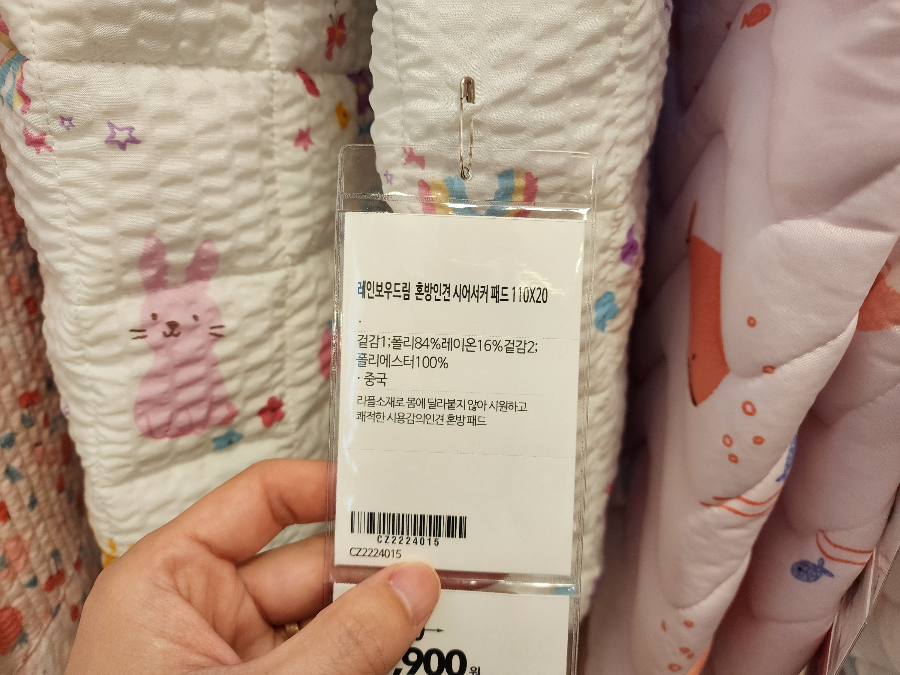 레인보우드림 혼방인견 시어서커 패드 110X20
-
겉감1;폴리84%레이온16%겉감2;
폴리에스터100%
- 중국
리플소재로 몸에 달라붙지 않아 시원하고
쾌적한 사용감의인견 혼방 패드
CZ2224015
CZ2224015
,900원